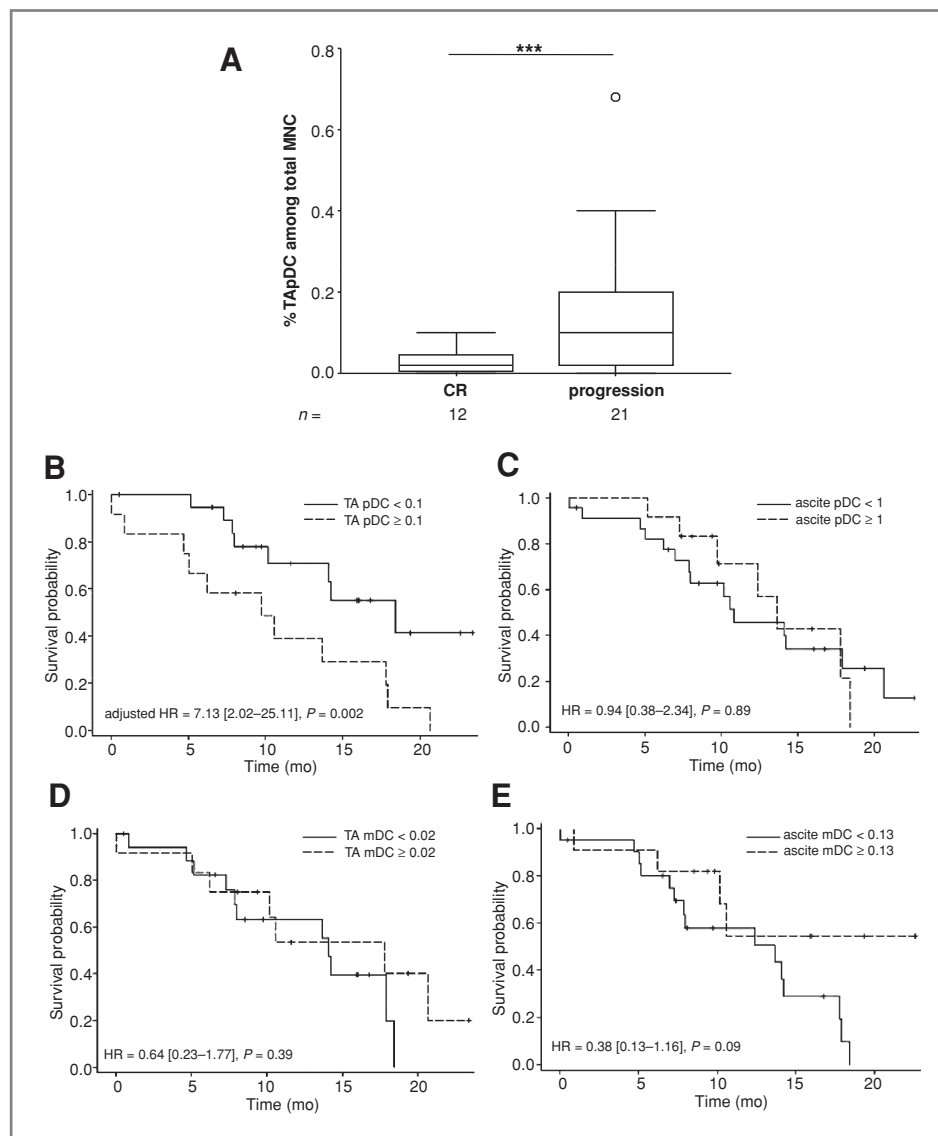 A
% TApDC among total MNC
0.8
0.6
0.4
0.2
0.0
***
CR
progression
n =
12
21
B
Survival probability
1.0
0.8
0.6
0.4
0.2
0.0
TA pDC < 0.1
TA pDC ≥ 0.1
adjusted HR = 7.13 [2.02–25.11], P = 0.002
0
5
10
15
20
Time (mo)
C
Survival probability
1.0
0.8
0.6
0.4
0.2
0.0
ascite pDC < 1
ascite pDC ≥ 1
HR = 0.94 [0.38–2.34), P = 0.89
0
5
10
15
20
Time (mo)
D
Survival probability
1.0
0.8
0.6
0.4
0.2
0.0
TA mDC < 0.02
TA mDC ≥ 0.02
HR = 0.64 [0.23–1.77], P = 0.39
0
5
10
15
20
Time (mo)
E
Survival probability
1.0
0.8
0.6
0.4
0.2
0.0
ascite mDC < 0.13
ascite mDC ≥ 0.13
HR = 0.38 [0.13–1.16], P = 0.09
0
5
10
15
20
Time (mo)